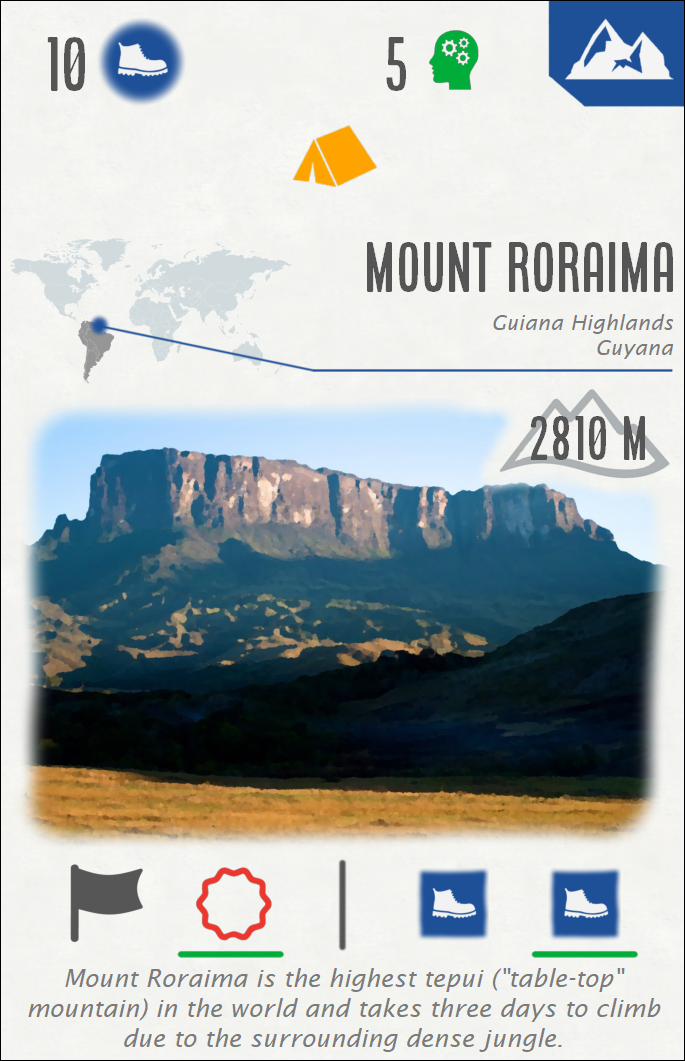 10
5
MOUNT RORAIMA
Guiana Highlands
Guyana
2810 M
Mount Roraima is the highest tepui ("table-top"
mountain) in the world and takes three days to climb
due to the surrounding dense jungle.